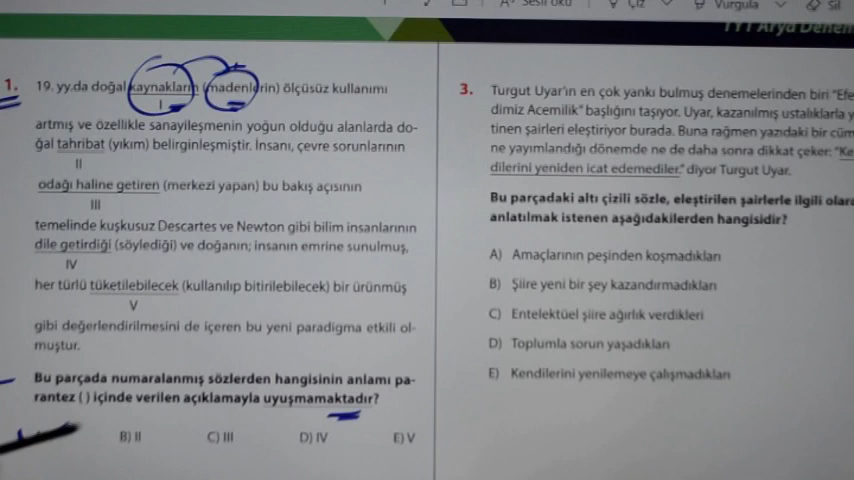 Sesli oku
Çiz
Vurgula
Sil
TYT Arya Denem
1. 19. yy.da doğal kaynakların (madenlerin) ölçüsüz kullanımı
I
artmış ve özellikle sanayileşmenin yoğun olduğu alanlarda do-
ğal tahribat (yıkım) belirginleşmiştir. İnsanı, çevre sorunlarının
II
odağı haline getiren (merkezi yapan) bu bakış açısının
III
temelinde kuşkusuz Descartes ve Newton gibi bilim insanlarının
dile getirdiği (söylediği) ve doğanın; insanın emrine sunulmuş,
IV
her türlü tüketilebilecek (kullanılıp bitirilebilecek) bir ürünmüş
V
gibi değerlendirilmesini de içeren bu yeni paradigma etkili ol-
muştur.
Bu parçada numaralanmış sözlerden hangisinin anlamı pa-
rantez ( ) içinde verilen açıklamayla uyuşmamaktadır?
B) II C) III D) IV E) V
3. Turgut Uyar'ın en çok yankı bulmuş denemelerinden biri "Efe
dimiz Acemilik" başlığını taşıyor. Uyar, kazanılmış ustalıklarla y
tinen şairleri eleştiriyor burada. Buna rağmen yazıdaki bir cüm
ne yayımlandığı dönemde ne de daha sonra dikkat çeker: "Ke
dilerini yeniden icat edemediler." diyor Turgut Uyar.
Bu parçadaki altı çizili sözle, eleştirilen şairlerle ilgili olara
anlatılmak istenen aşağıdakilerden hangisidir?
A) Amaçlarının peşinden koşmadıkları
B) Şiire yeni bir şey kazandırmadıkları
C) Entelektüel şiire ağırlık verdikleri
D) Toplumla sorun yaşadıkları
E) Kendilerini yenilemeye çalışmadıkları